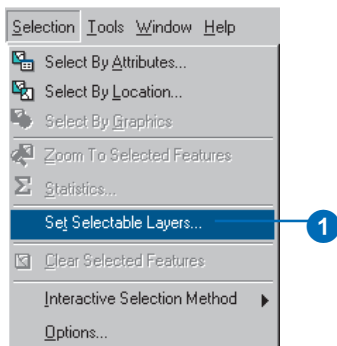 Selection Tools Window Help
Select By Attributes...
Select By Location...
Select By Graphics
Zoom To Selected Features
Statistics...
Set Selectable Layers...
1
Clear Selected Features
Interactive Selection Method
Options...